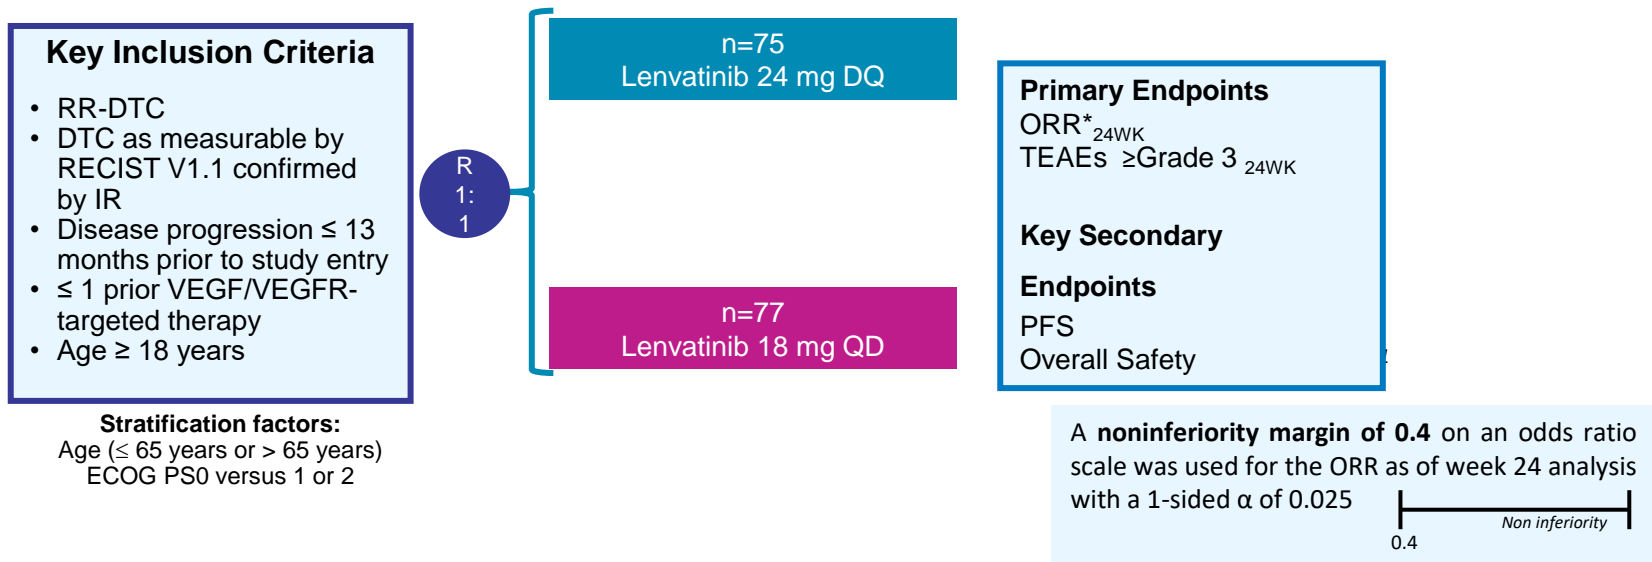 Key Inclusion Criteria
• RR-DTC
• DTC as measurable by
RECIST V1.1 confirmed
by IR
• Disease progression ≤ 13
months prior to study entry
• ≤ 1 prior VEGF/VEGFR-
targeted therapy
• Age ≥ 18 years
Stratification factors:
Age (≤ 65 years or > 65 years)
ECOG PS0 versus 1 or 2
R
1:
1
n=75
Lenvatinib 24 mg DQ
n=77
Lenvatinib 18 mg QD
Primary Endpoints
ORR*24WK
TEAEs ≥Grade 3 24WK
Key Secondary
Endpoints
PFS
Overall Safety
A noninferiority margin of 0.4 on an odds ratio
scale was used for the ORR as of week 24 analysis
with a 1-sided α of 0.025
Non inferiority
0.4